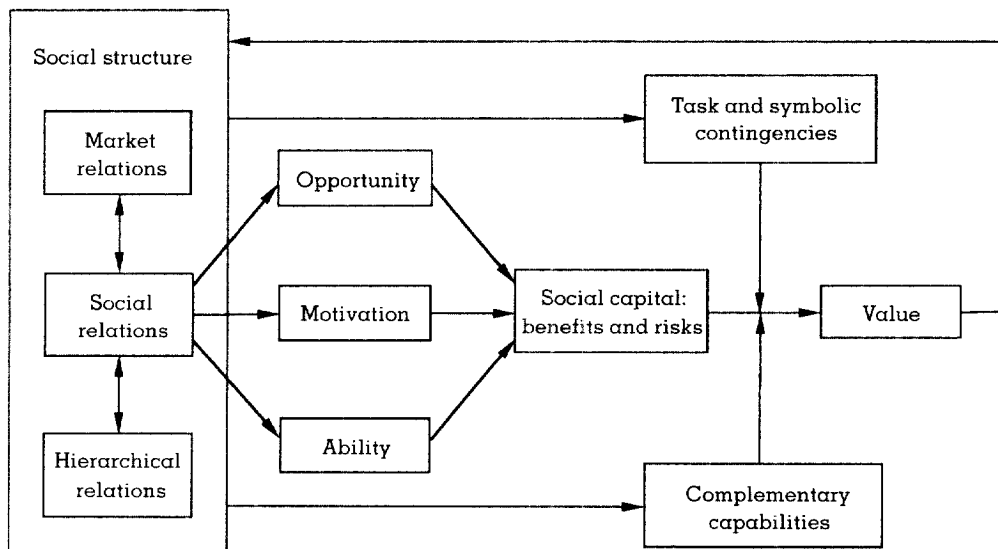 Social structure
Market
relations
Social
relations
Hierarchical
relations
Opportunity
Motivation
Ability
Social capital:
benefits and risks
Task and symbolic
contingencies
Complementary
capabilities
Value